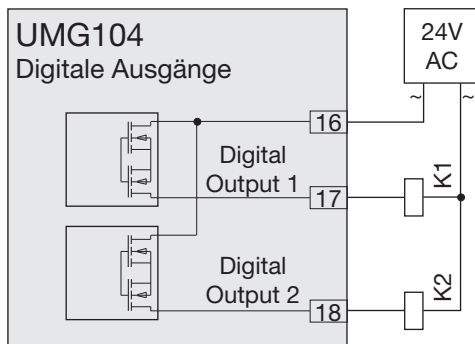 UMG104
Digitale Ausgänge
24V
AC
~ ~
16
Digital
Output 1
17
K1
Digital
Output 2
18
K2